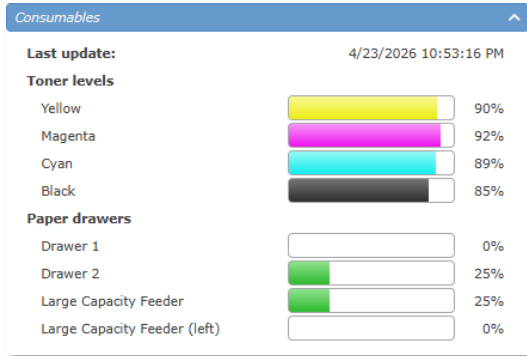 Consumables
Last update: 4/23/2026 10:53:16 PM
Toner levels
Yellow 90%
Magenta 92%
Cyan 89%
Black 85%
Paper drawers
Drawer 1 0%
Drawer 2 25%
Large Capacity Feeder 25%
Large Capacity Feeder (left) 0%